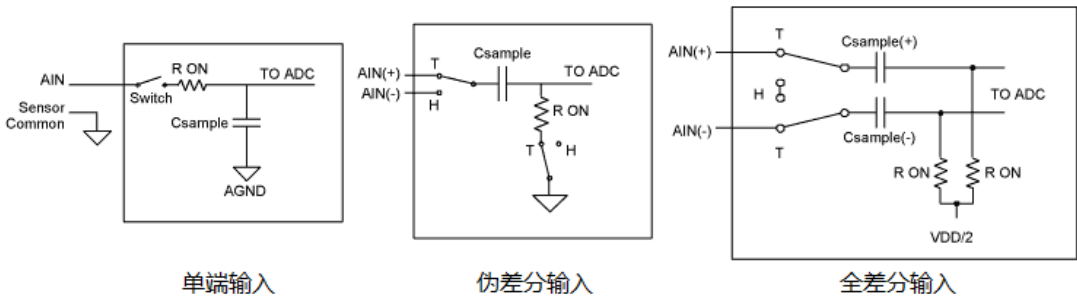 AIN
Switch
R ON
TO ADC
Sensor
Common
Csample
AGND
单端输入
AIN(+)
AIN(-)
T
H
Csample
TO ADC
R ON
T
H
伪差分输入
AIN(+)
T
Csample(+)
H
TO ADC
AIN(-)
Csample(-)
T
R ON
R ON
VDD/2
全差分输入